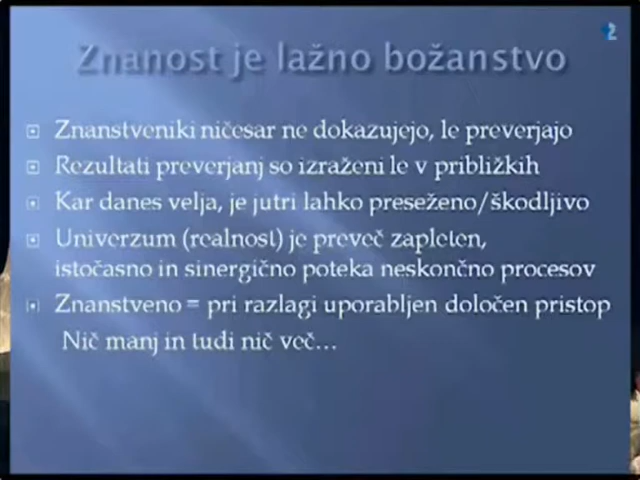 Znanost je lažno božanstvo
Znanstveniki ničesar ne dokazujejo, le preverjajo
Rezultati preverjanj so izraženi le v približkih
Kar danes velja, je jutri lahko preseženo/škodljivo
Univerzum (realnost) je preveč zapleten,
istočasno in sinergično poteka neskončno procesov
Znanstveno = pri razlagi uporabljen določen pristop
Nič manj in tudi nič več...
2